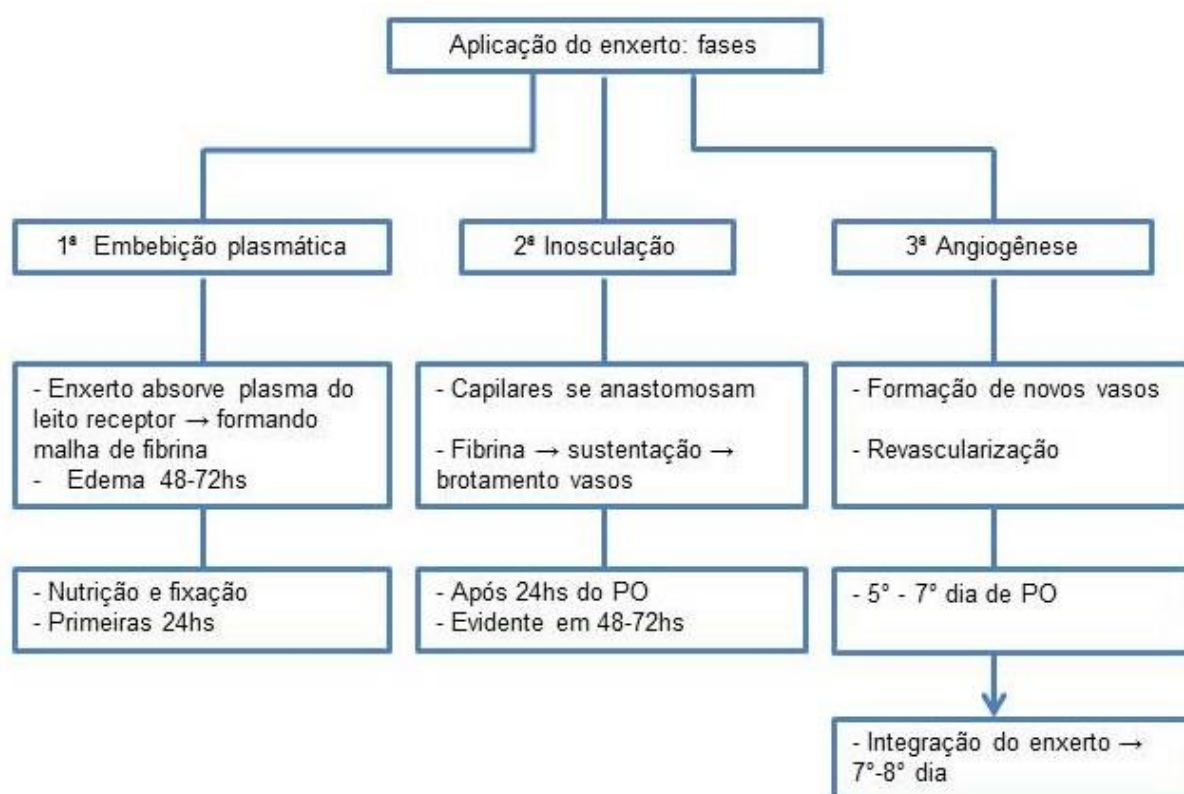 Aplicação do enxerto: fases
1ª Embebição plasmática
2ª Inosculação
3ª Angiogênese
- Enxerto absorve plasma do
leito receptor → formando
malha de fibrina
- Edema 48-72hs
- Capilares se anastomosam
- Fibrina → sustentação →
brotamento vasos
- Formação de novos vasos
- Revascularização
- Nutrição e fixação
- Primeiras 24hs
- Após 24hs do PO
- Evidente em 48-72hs
- 5° - 7° dia de PO
- Integração do enxerto →
7°-8° dia